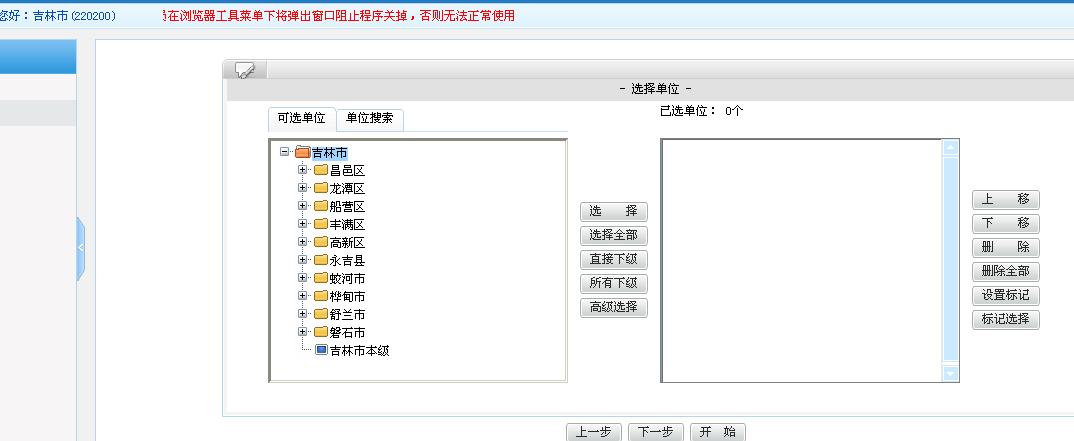 您好：吉林市(220200)
在浏览器工具菜单下将弹出窗口阻止程序关掉，否则无法正常使用
- 选择单位 -
可选单位 单位搜索
已选单位： 0个
吉林市
昌邑区
龙潭区
船营区
丰满区
高新区
永吉县
蛟河市
桦甸市
舒兰市
磐石市
吉林市本级
选 择
选择全部
直接下级
所有下级
高级选择
上 移
下 移
删 除
删除全部
设置标记
标记选择
上一步 下一步 开 始